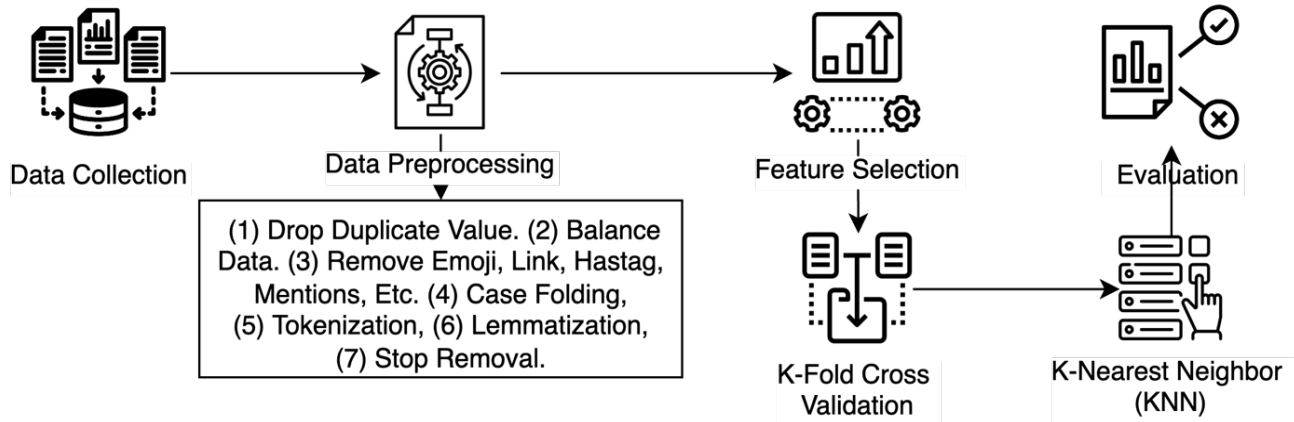 Data Collection
Data Preprocessing
(1) Drop Duplicate Value. (2) Balance
Data. (3) Remove Emoji, Link, Hastag,
Mentions, Etc. (4) Case Folding,
(5) Tokenization, (6) Lemmatization,
(7) Stop Removal.
Feature Selection
K-Fold Cross
Validation
K-Nearest Neighbor
(KNN)
Evaluation